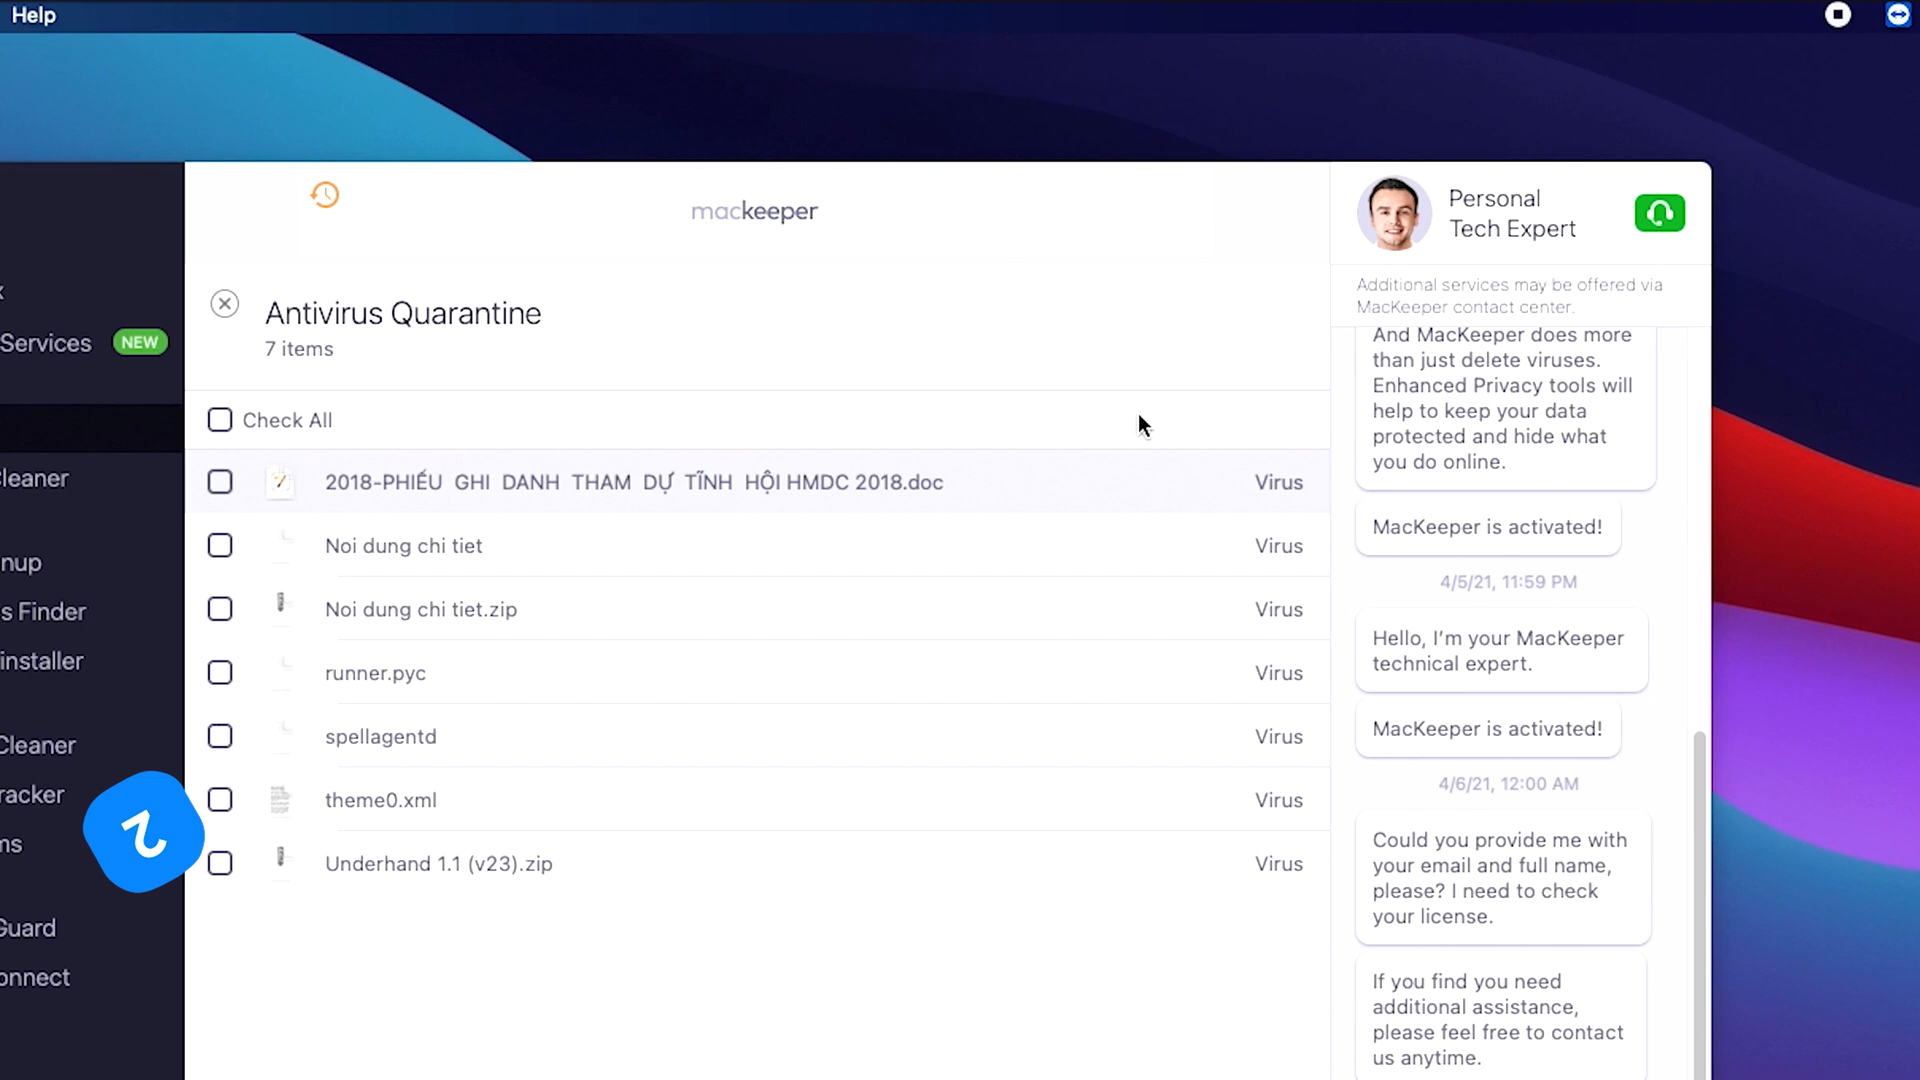 Help
mackeeper
Personal
Tech Expert
Additional services may be offered via
MacKeeper contact center.
Services NEW
Antivirus Quarantine
7 items
Check All
2018-PHIẾU GHI DANH THAM DỰ TĨNH HỘI HMDC 2018.doc Virus
Noi dung chi tiet Virus
Noi dung chi tiet.zip Virus
runner.pyc Virus
spellagentd Virus
theme0.xml Virus
Underhand 1.1 (v23).zip Virus
leaner
nup
s Finder
installer
Cleaner
racker
ms
Guard
onnect
And MacKeeper does more
than just delete viruses.
Enhanced Privacy tools will
help to keep your data
protected and hide what
you do online.
MacKeeper is activated!
4/5/21, 11:59 PM
Hello, I'm your MacKeeper
technical expert.
MacKeeper is activated!
4/6/21, 12:00 AM
Could you provide me with
your email and full name,
please? I need to check
your license.
If you find you need
additional assistance,
please feel free to contact
us anytime.